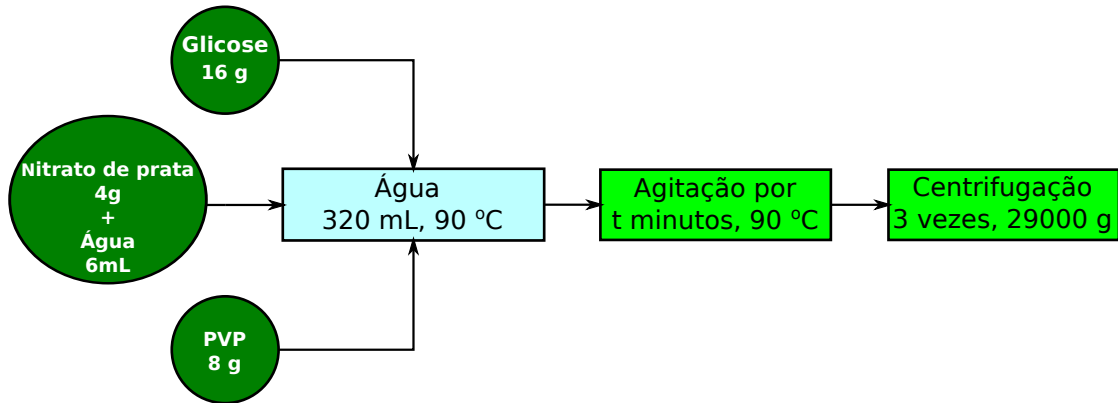 Glicose
16 g
Nitrato de prata
4g
+
Água
6mL
Água
320 mL, 90 ºC
Agitação por
t minutos, 90 ºC
Centrifugação
3 vezes, 29000 g
PVP
8 g